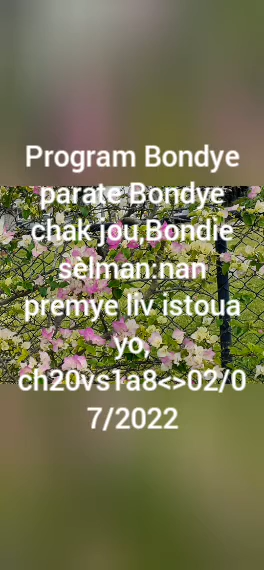 Program Bondye
parate Bondye
chak jou,Bondie
sèlman:nan
premye liv istoua
yo,
ch20vs1a8<>02/0
7/2022